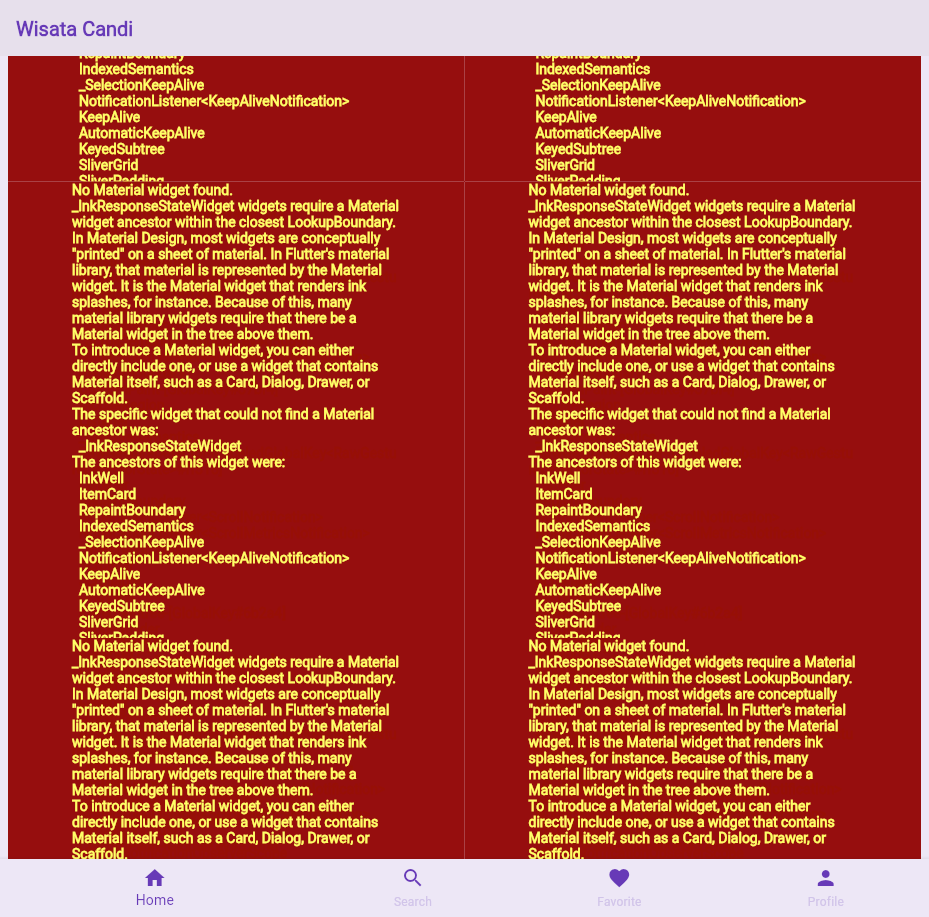 Wisata Candi
RepaintBoundary
IndexedSemantics
_SelectionKeepAlive
NotificationListener<KeepAliveNotification>
KeepAlive
AutomaticKeepAlive
KeyedSubtree
SliverGrid
SliverPadding
RepaintBoundary
IndexedSemantics
_SelectionKeepAlive
NotificationListener<KeepAliveNotification>
KeepAlive
AutomaticKeepAlive
KeyedSubtree
SliverGrid
SliverPadding
No Material widget found.
_InkResponseStateWidget widgets require a Material
widget ancestor within the closest LookupBoundary.
In Material Design, most widgets are conceptually
"printed" on a sheet of material. In Flutter's material
library, that material is represented by the Material
widget. It is the Material widget that renders ink
splashes, for instance. Because of this, many
material library widgets require that there be a
Material widget in the tree above them.
To introduce a Material widget, you can either
directly include one, or use a widget that contains
Material itself, such as a Card, Dialog, Drawer, or
Scaffold.
The specific widget that could not find a Material
ancestor was:
_InkResponseStateWidget
The ancestors of this widget were:
InkWell
ItemCard
RepaintBoundary
IndexedSemantics
_SelectionKeepAlive
NotificationListener<KeepAliveNotification>
KeepAlive
AutomaticKeepAlive
KeyedSubtree
SliverGrid
SliverPadding
No Material widget found.
_InkResponseStateWidget widgets require a Material
widget ancestor within the closest LookupBoundary.
In Material Design, most widgets are conceptually
"printed" on a sheet of material. In Flutter's material
library, that material is represented by the Material
widget. It is the Material widget that renders ink
splashes, for instance. Because of this, many
material library widgets require that there be a
Material widget in the tree above them.
To introduce a Material widget, you can either
directly include one, or use a widget that contains
Material itself, such as a Card, Dialog, Drawer, or
Scaffold.
The specific widget that could not find a Material
ancestor was:
_InkResponseStateWidget
The ancestors of this widget were:
InkWell
ItemCard
RepaintBoundary
IndexedSemantics
_SelectionKeepAlive
NotificationListener<KeepAliveNotification>
KeepAlive
AutomaticKeepAlive
KeyedSubtree
SliverGrid
SliverPadding
No Material widget found.
_InkResponseStateWidget widgets require a Material
widget ancestor within the closest LookupBoundary.
In Material Design, most widgets are conceptually
"printed" on a sheet of material. In Flutter's material
library, that material is represented by the Material
widget. It is the Material widget that renders ink
splashes, for instance. Because of this, many
material library widgets require that there be a
Material widget in the tree above them.
To introduce a Material widget, you can either
directly include one, or use a widget that contains
Material itself, such as a Card, Dialog, Drawer, or
Scaffold.
No Material widget found.
_InkResponseStateWidget widgets require a Material
widget ancestor within the closest LookupBoundary.
In Material Design, most widgets are conceptually
"printed" on a sheet of material. In Flutter's material
library, that material is represented by the Material
widget. It is the Material widget that renders ink
splashes, for instance. Because of this, many
material library widgets require that there be a
Material widget in the tree above them.
To introduce a Material widget, you can either
directly include one, or use a widget that contains
Material itself, such as a Card, Dialog, Drawer, or
Scaffold.
Home
Search
Favorite
Profile